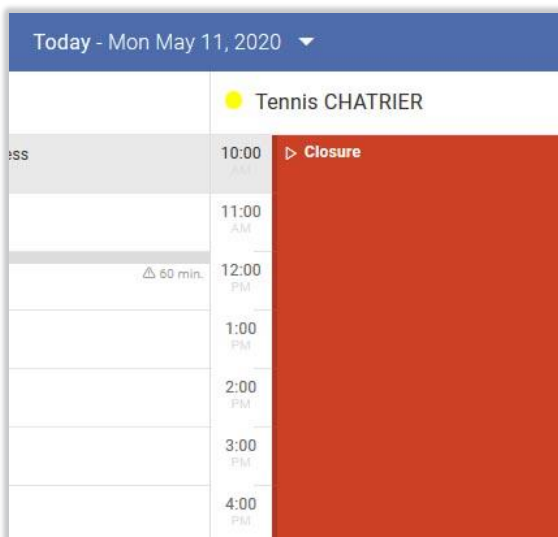 Today - Mon May 11, 2020
Tennis CHATRIER
ess
10:00
AM
Closure
11:00
AM
60 min.
12:00
PM
1:00
PM
2:00
PM
3:00
PM
4:00
PM